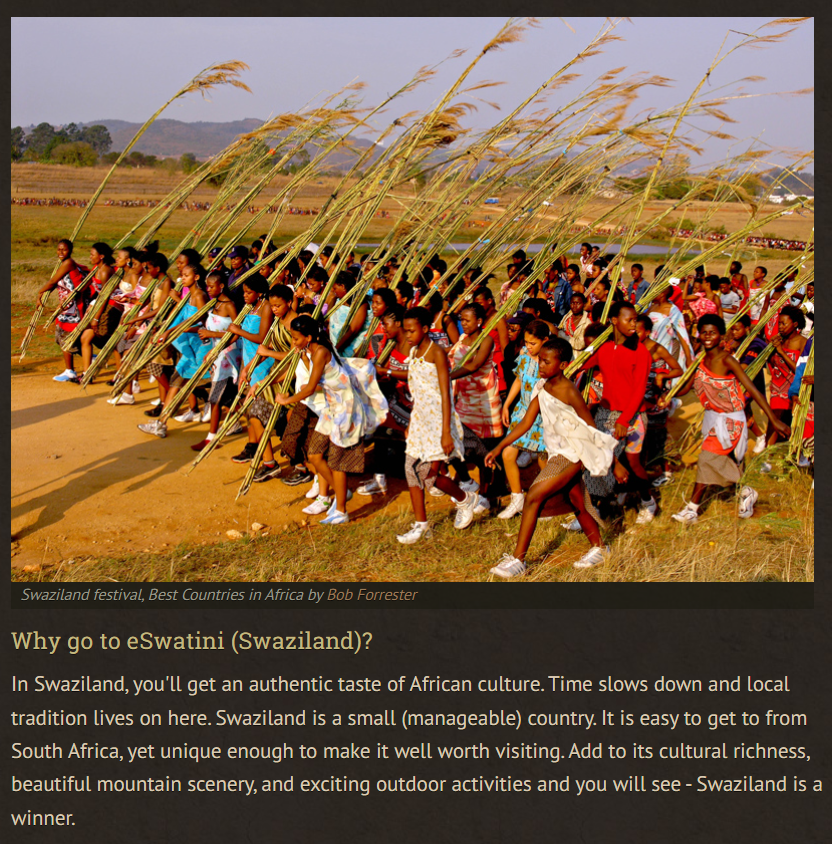 Swaziland festival, Best Countries in Africa by Bob Forrester
Why go to eSwatini (Swaziland)?
In Swaziland, you'll get an authentic taste of African culture. Time slows down and local
tradition lives on here. Swaziland is a small (manageable) country. It is easy to get to from
South Africa, yet unique enough to make it well worth visiting. Add to its cultural richness,
beautiful mountain scenery, and exciting outdoor activities and you will see - Swaziland is a
winner.